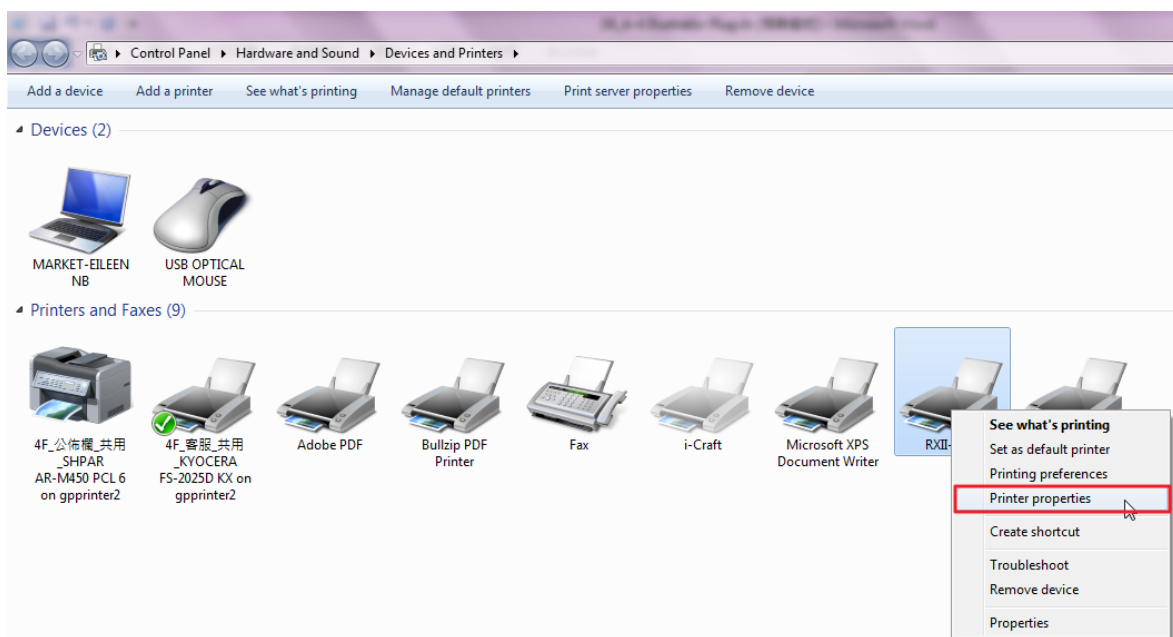 Control Panel ▸ Hardware and Sound ▸ Devices and Printers ▸
Add a device Add a printer See what's printing Manage default printers Print server properties Remove device
Devices (2)
MARKET-EILEEN
NB
USB OPTICAL
MOUSE
Printers and Faxes (9)
4F_公佈欄_共用
_SHPAR
AR-M450 PCL 6
on gpprinter2
4F_客服_共用
_KYOCERA
FS-2025D KX on
gpprinter2
Adobe PDF
Bullzip PDF
Printer
Fax
i-Craft
Microsoft XPS
Document Writer
RXII-
See what's printing
Set as default printer
Printing preferences
Printer properties
Create shortcut
Troubleshoot
Remove device
Properties